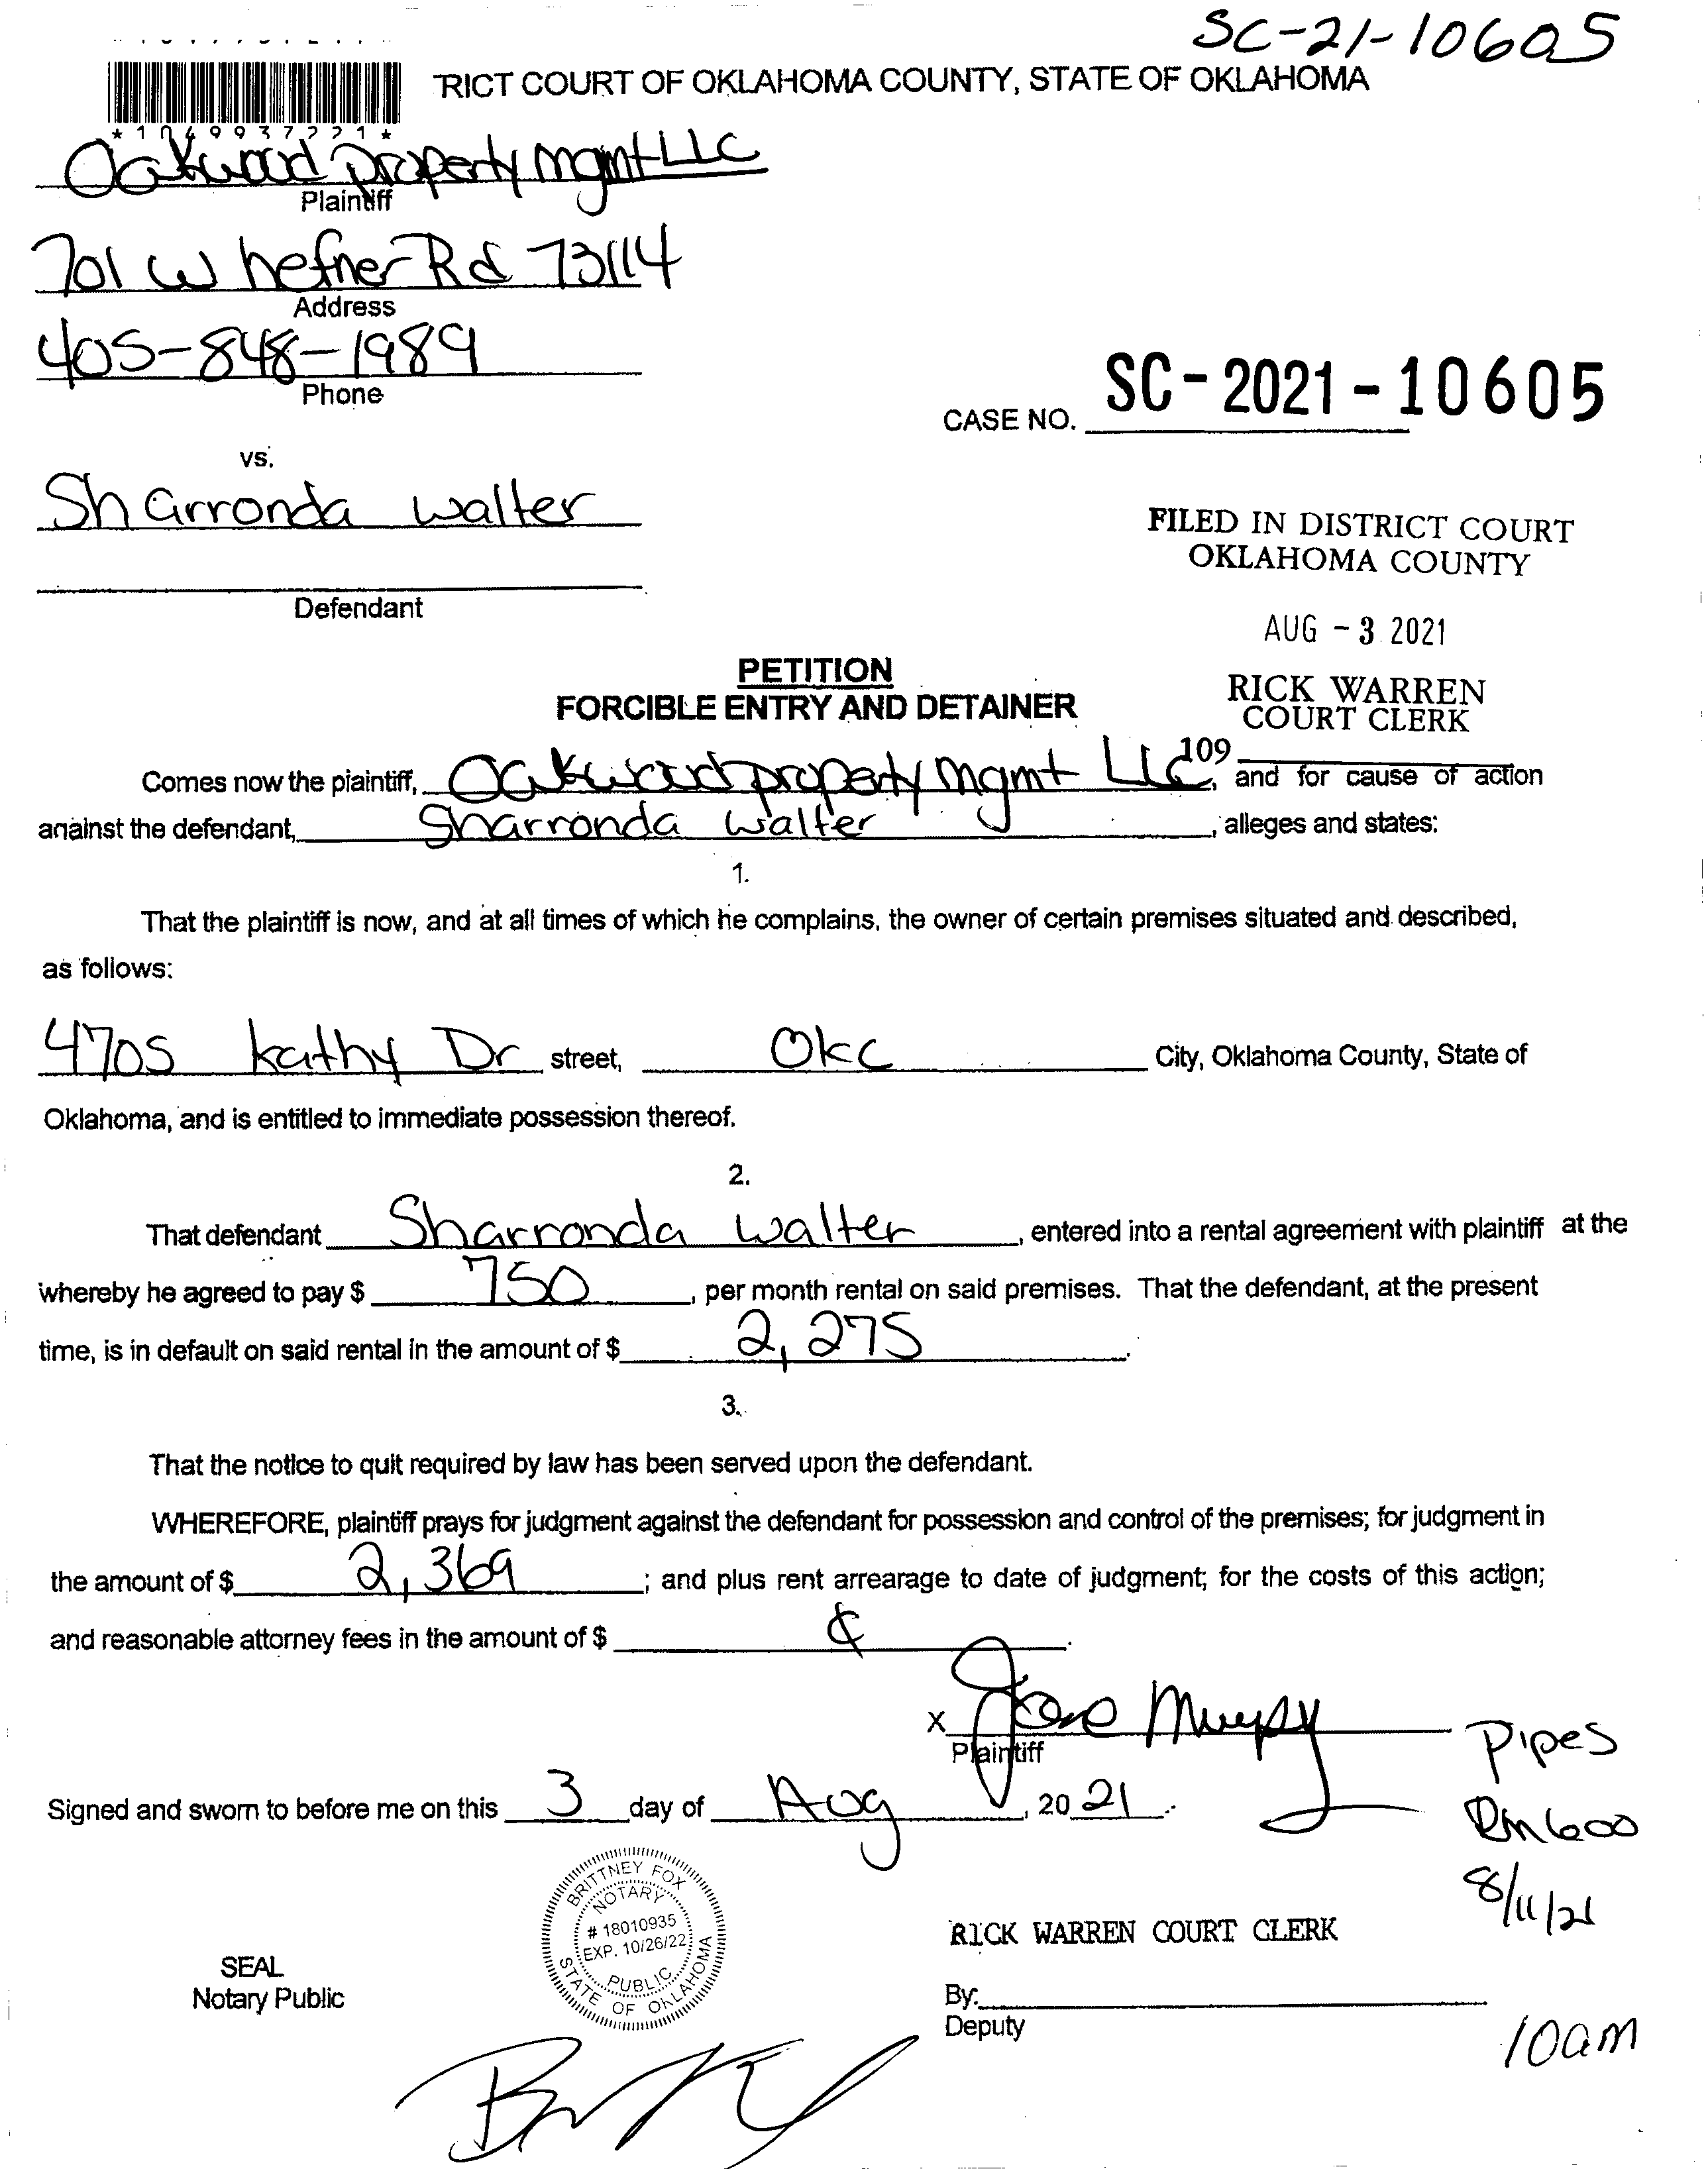 SC-21-10605
RICT COURT OF OKLAHOMA COUNTY, STATE OF OKLAHOMA
*1049937221*
Oakwood property mgmt LLC
Plaintiff
701 W hefner Rd 73114
Address
405-848-1989
Phone
CASE NO. SC-2021-10605
vs.
Sharronda walter
Defendant
FILED IN DISTRICT COURT
OKLAHOMA COUNTY
AUG - 3 2021
RICK WARREN
COURT CLERK
109
PETITION
FORCIBLE ENTRY AND DETAINER
Comes now the plaintiff, Oakwood property mgmt LLC, and for cause of action
against the defendant, Sharronda walter, alleges and states:
1.
That the plaintiff is now, and at all times of which he complains, the owner of certain premises situated and described,
as follows:
4705 kathy Dr street, Okc City, Oklahoma County, State of
Oklahoma, and is entitled to immediate possession thereof.
2.
That defendant Sharronda walter, entered into a rental agreement with plaintiff at the
whereby he agreed to pay $ 750, per month rental on said premises. That the defendant, at the present
time, is in default on said rental in the amount of $ 2,275.
3.
That the notice to quit required by law has been served upon the defendant.
WHEREFORE, plaintiff prays for judgment against the defendant for possession and control of the premises; for judgment in
the amount of $ 2,369; and plus rent arrearage to date of judgment; for the costs of this action;
and reasonable attorney fees in the amount of $
X
Plaintiff
Pipes
Rm 600
8/11/21
10am
Signed and sworn to before me on this 3 day of Aug, 20 21.
BRITTNEY FOX
NOTARY
# 18010935
EXP. 10/26/22
PUBLIC
STATE OF OKLAHOMA
SEAL
Notary Public
RICK WARREN COURT CLERK
By:
Deputy